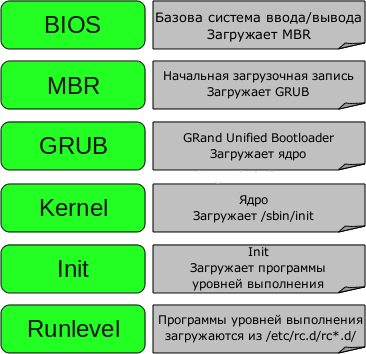 BIOS
Базова система ввода/вывода
Загружает MBR
MBR
Начальная загрузочная запись
Загружает GRUB
GRUB
GRand Unified Bootloader
Загружает ядро
Kernel
Ядро
Загружает /sbin/init
Init
Init
Загружает программы
уровней выполнения
Runlevel
Программы уровней выполнения
загружаются из /etc/rc.d/rc*.d/